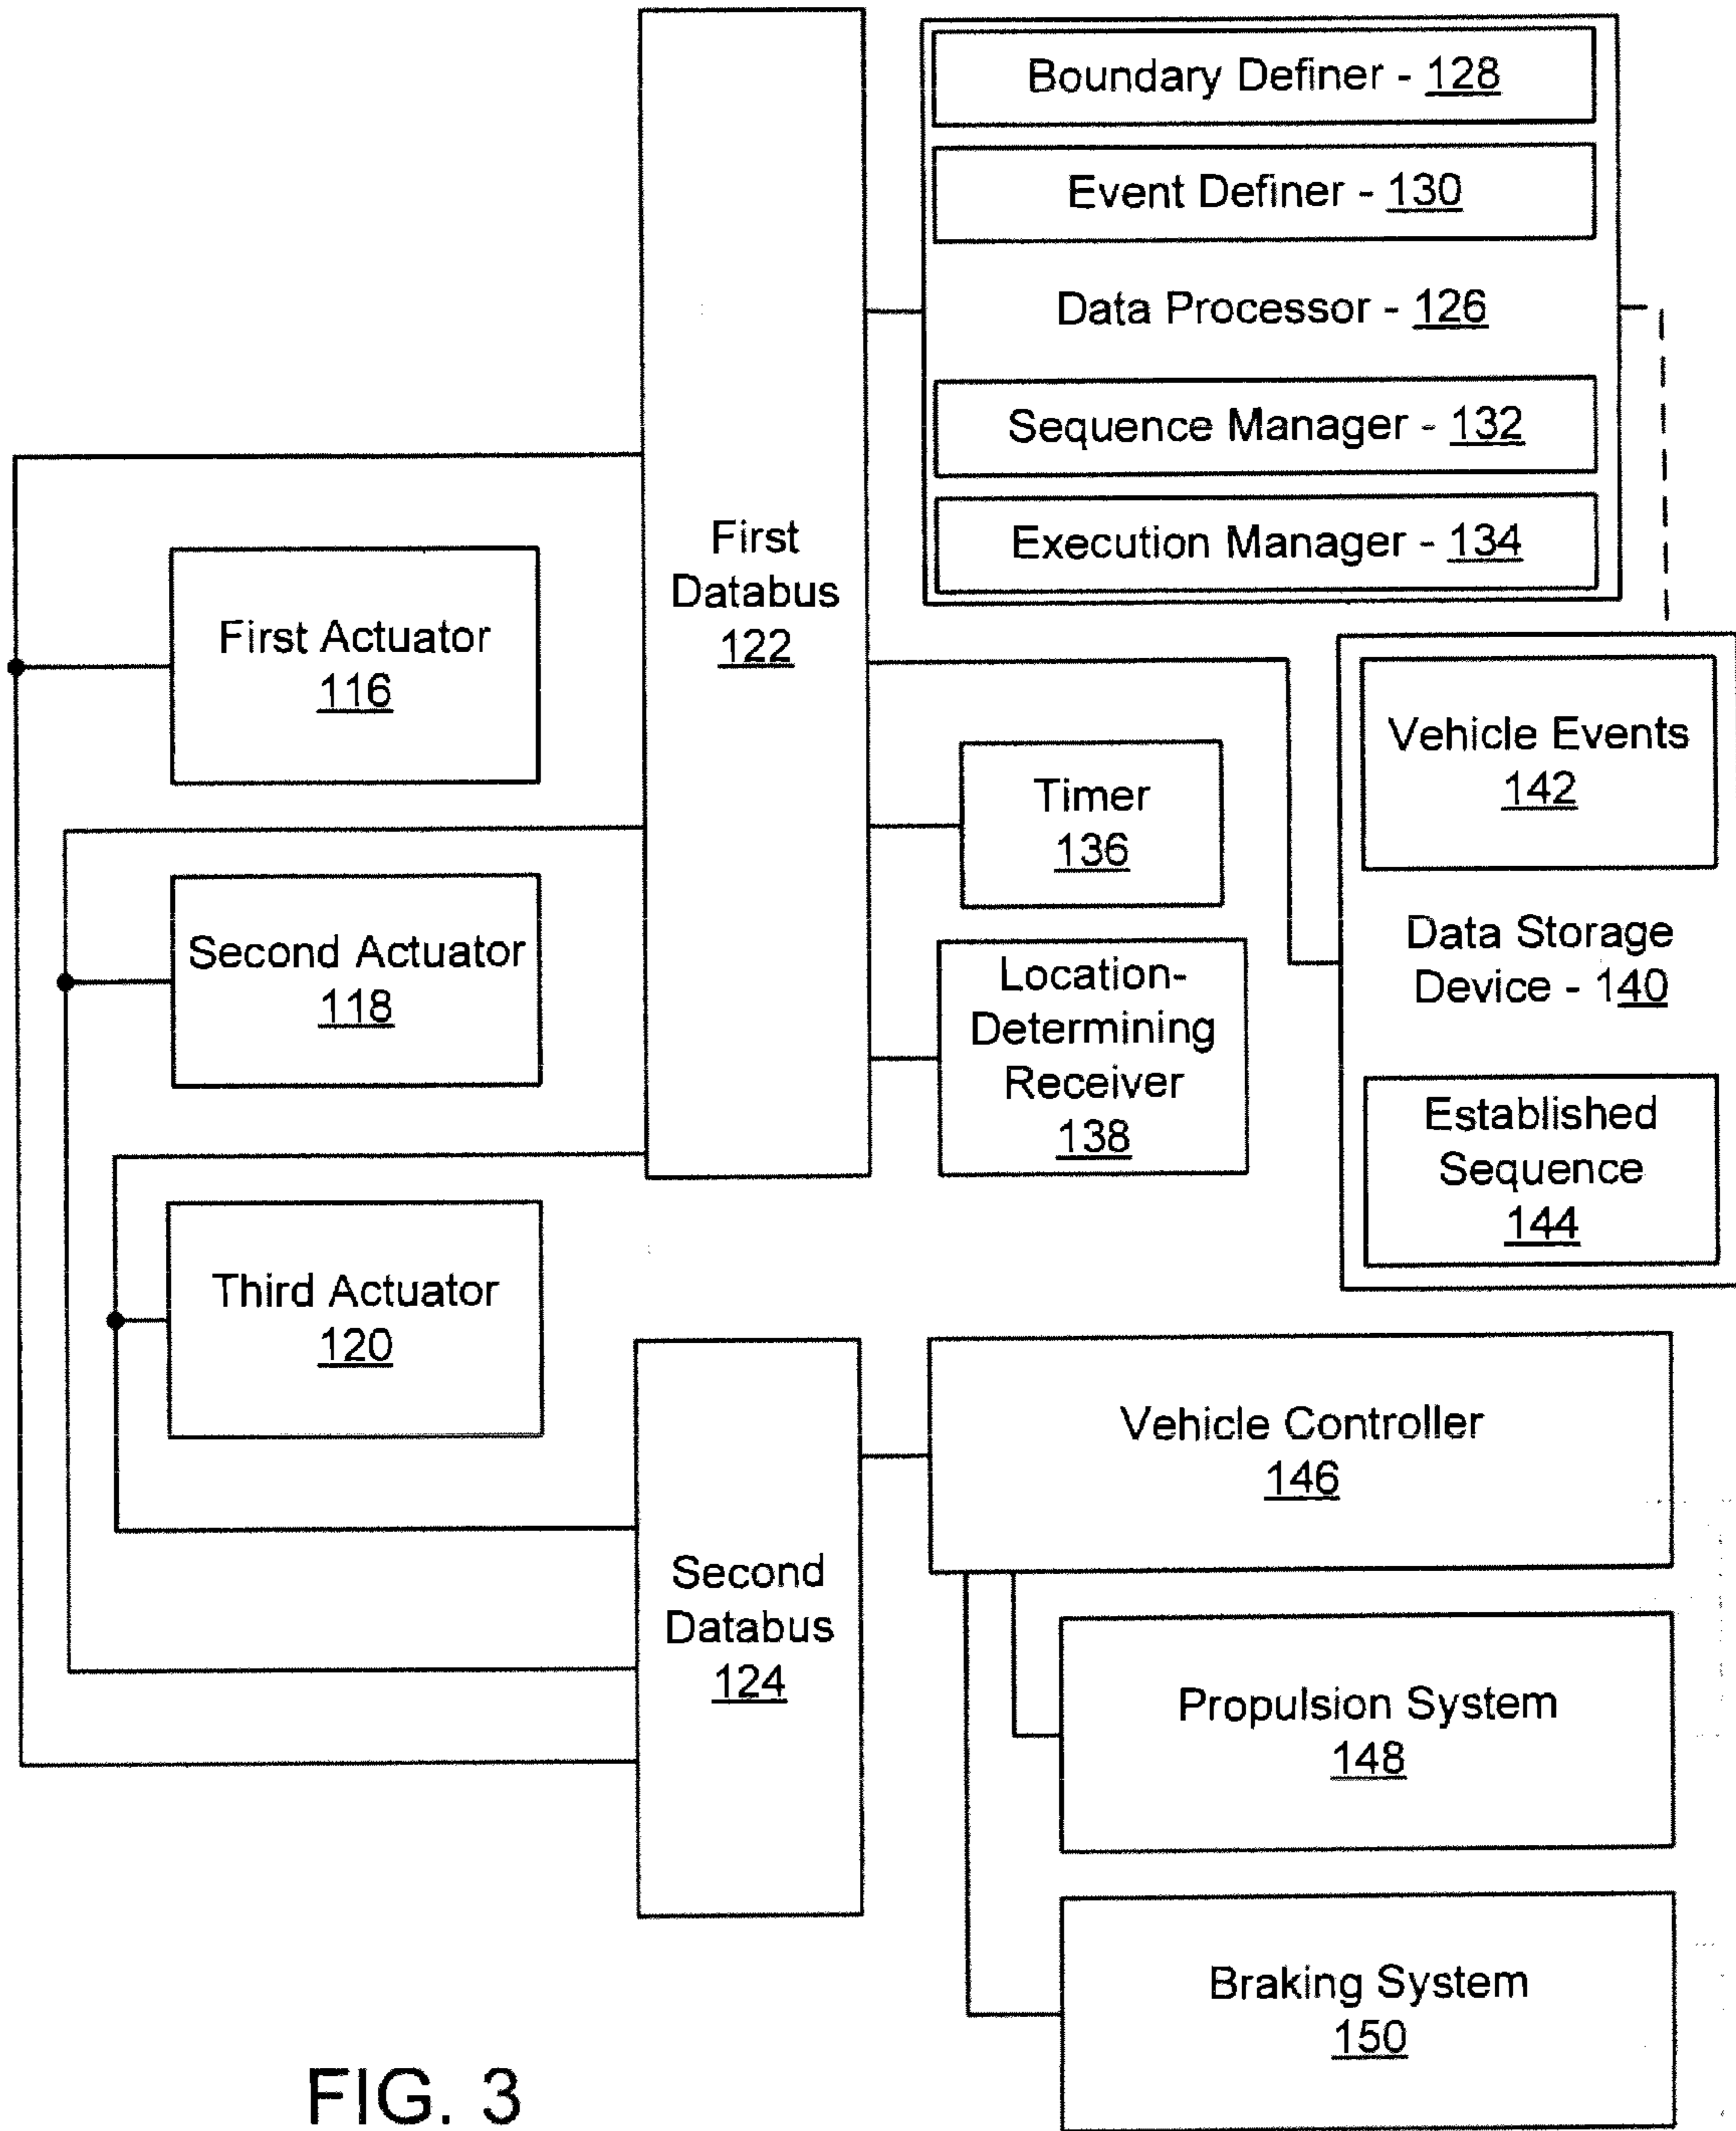 Boundary Definer - 128
Event Definer - 130
Data Processor - 126
Sequence Manager - 132
Execution Manager - 134
First
Databus
122
First Actuator
116
Second Actuator
118
Third Actuator
120
Timer
136
Location-
Determining
Receiver
138
Vehicle Events
142
Data Storage
Device - 140
Established
Sequence
144
Second
Databus
124
Vehicle Controller
146
Propulsion System
148
Braking System
150
FIG. 3